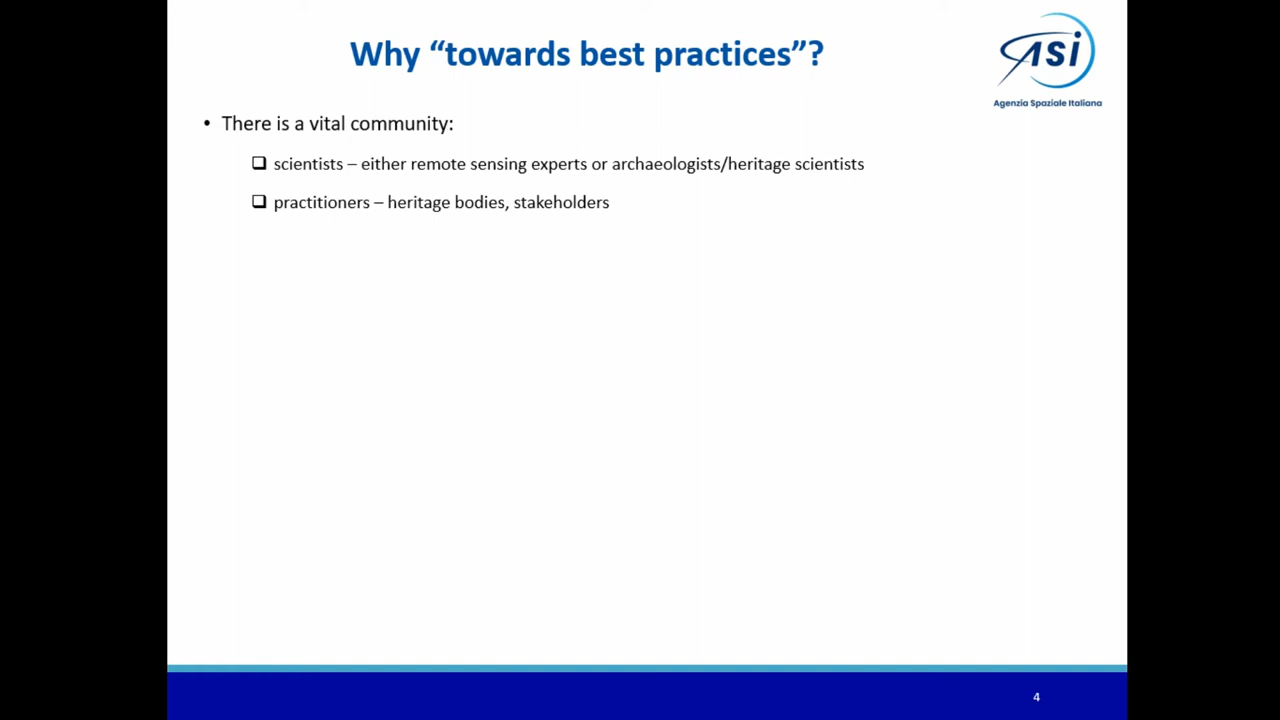 Why “towards best practices”?
ASI
Agenzia Spaziale Italiana
• There is a vital community:
❑ scientists – either remote sensing experts or archaeologists/heritage scientists
❑ practitioners – heritage bodies, stakeholders
4